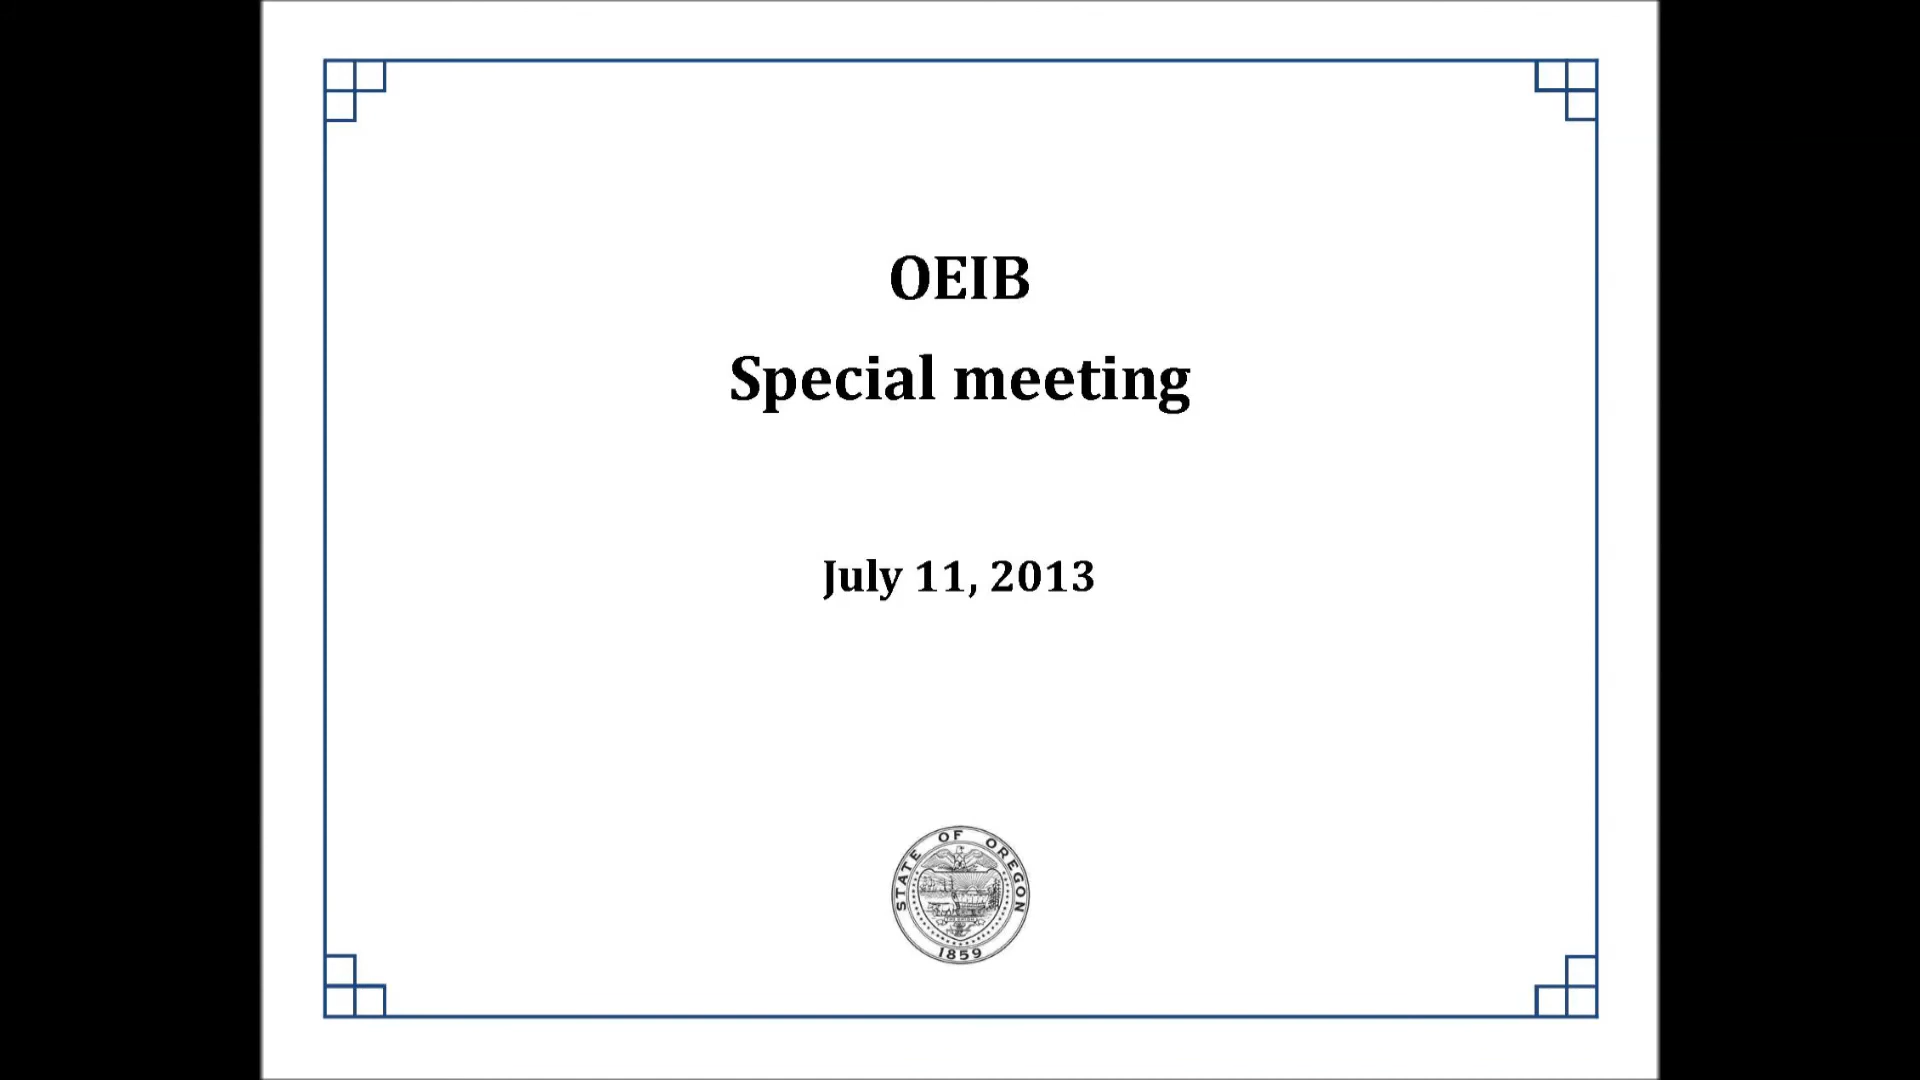 OEIB
Special meeting
July 11, 2013
STATE OF OREGON
1859